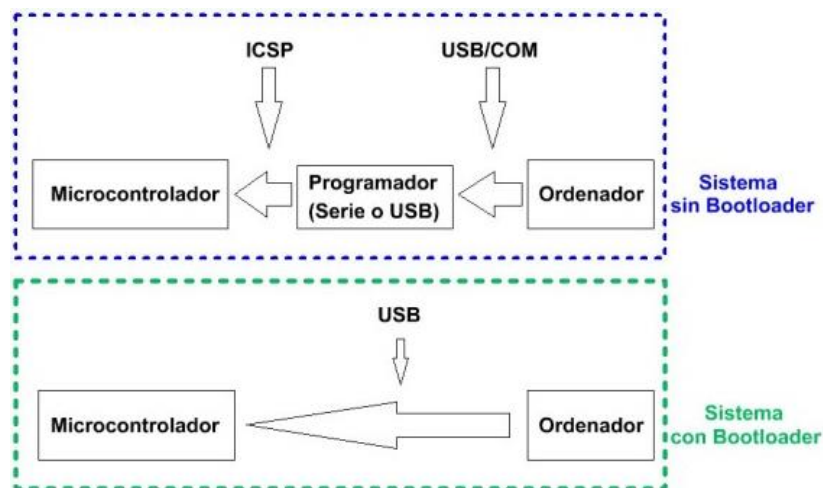 ICSP
USB/COM
Microcontrolador
Programador
(Serie o USB)
Ordenador
Sistema
sin Bootloader
USB
Microcontrolador
Ordenador
Sistema
con Bootloader